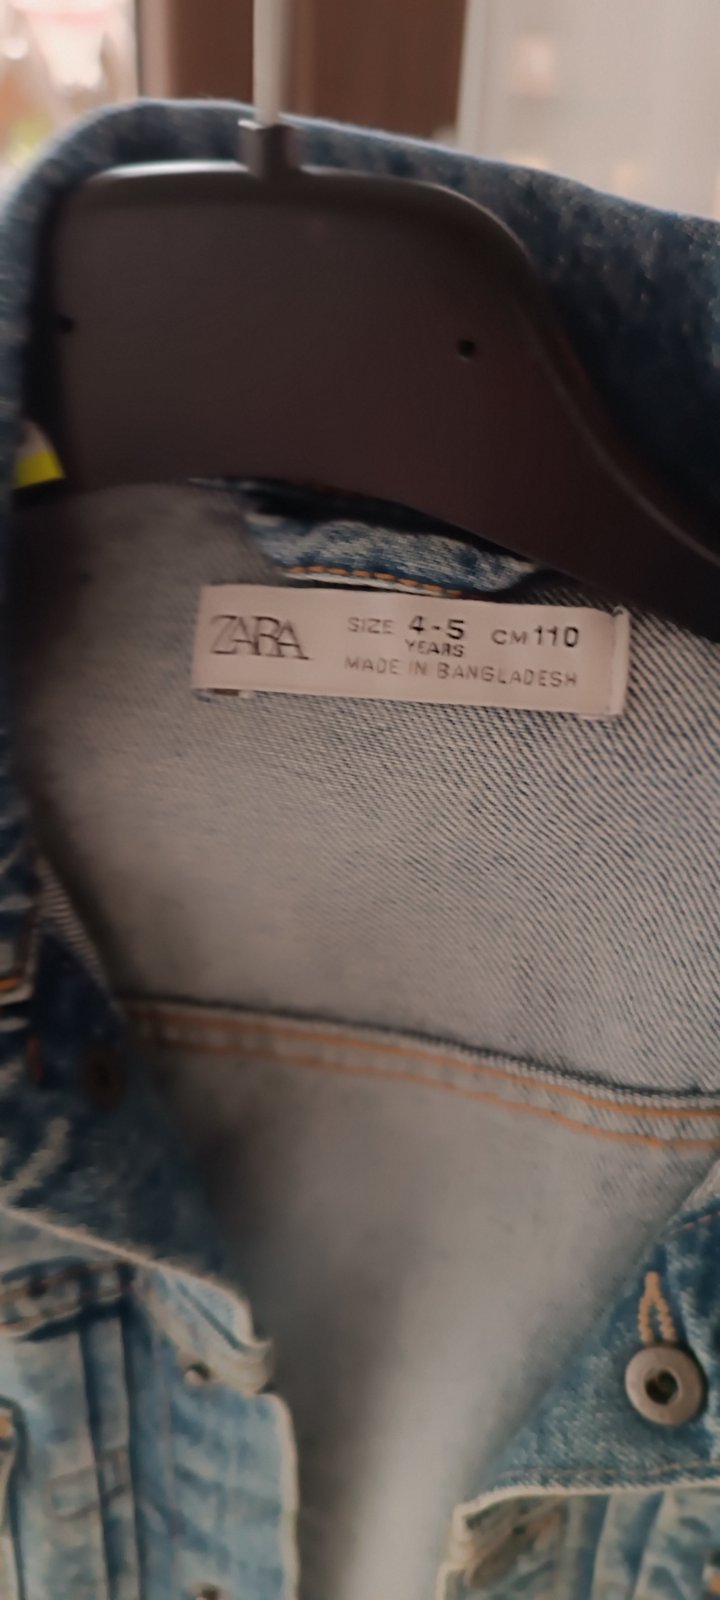 ZARA
SIZE 4-5 CM 110
YEARS
MADE IN BANGLADESH